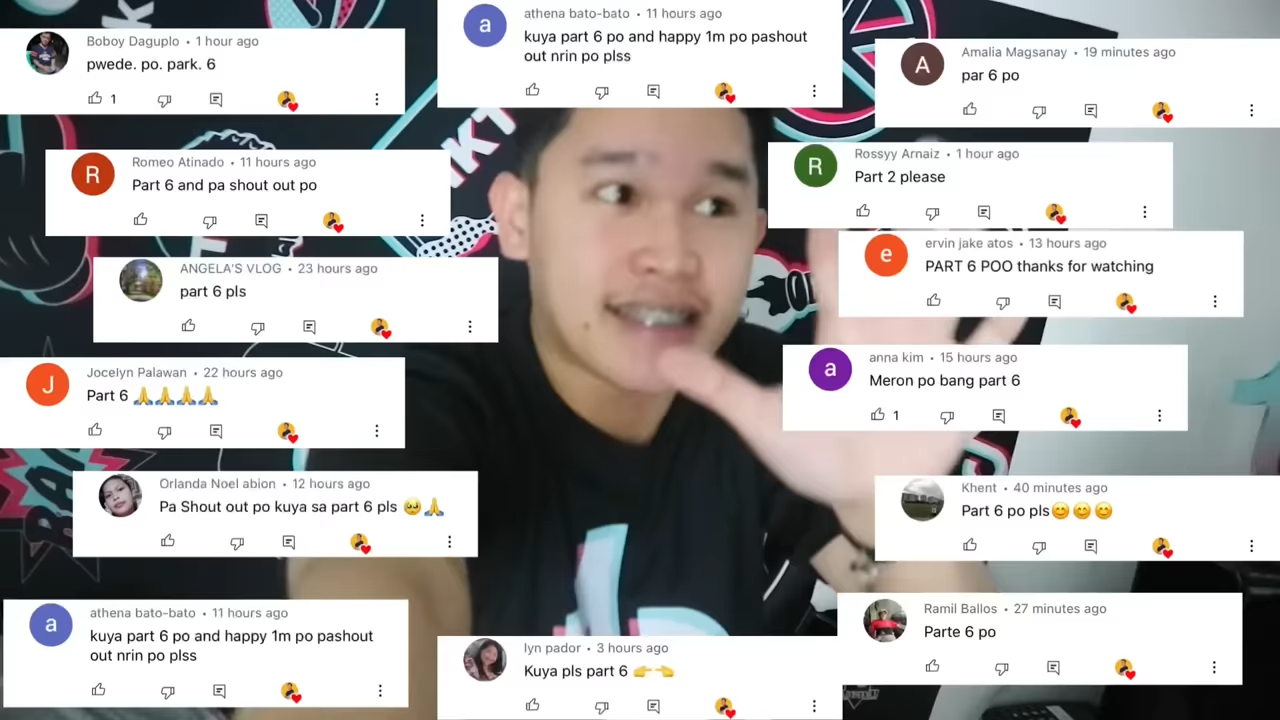 Boboy Daguplo • 1 hour ago
pwede. po. park. 6
1
athena bato-bato • 11 hours ago
kuya part 6 po and happy 1m po pashout
out nrin po plss
Amalia Magsanay • 19 minutes ago
par 6 po
Romeo Atinado • 11 hours ago
Part 6 and pa shout out po
Rossyy Arnaiz • 1 hour ago
Part 2 please
ANGELA'S VLOG • 23 hours ago
part 6 pls
ervin jake atos • 13 hours ago
PART 6 POO thanks for watching
Jocelyn Palawan • 22 hours ago
Part 6 🙏🙏🙏🙏
anna kim • 15 hours ago
Meron po bang part 6
1
Orlanda Noel abion • 12 hours ago
Pa Shout out po kuya sa part 6 pls 🥺🙏
Khent • 40 minutes ago
Part 6 po pls😊😊😊
athena bato-bato • 11 hours ago
kuya part 6 po and happy 1m po pashout
out nrin po plss
lyn pador • 3 hours ago
Kuya pls part 6 👉👈
Ramil Ballos • 27 minutes ago
Parte 6 po